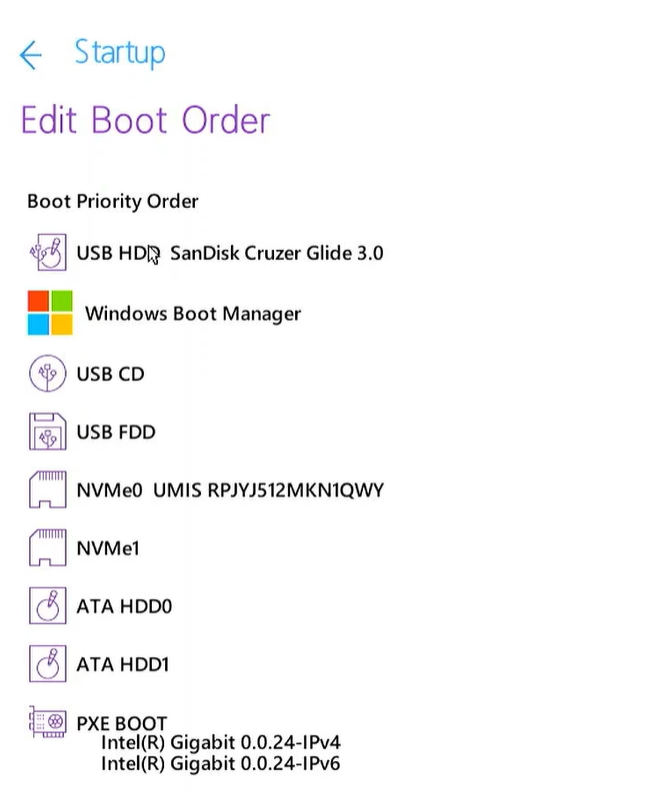 Startup
Edit Boot Order
Boot Priority Order
USB HDD SanDisk Cruzer Glide 3.0
Windows Boot Manager
USB CD
USB FDD
NVMe0 UMIS RPJYJ512MKN1QWY
NVMe1
ATA HDD0
ATA HDD1
PXE BOOT
Intel(R) Gigabit 0.0.24-IPv4
Intel(R) Gigabit 0.0.24-IPv6